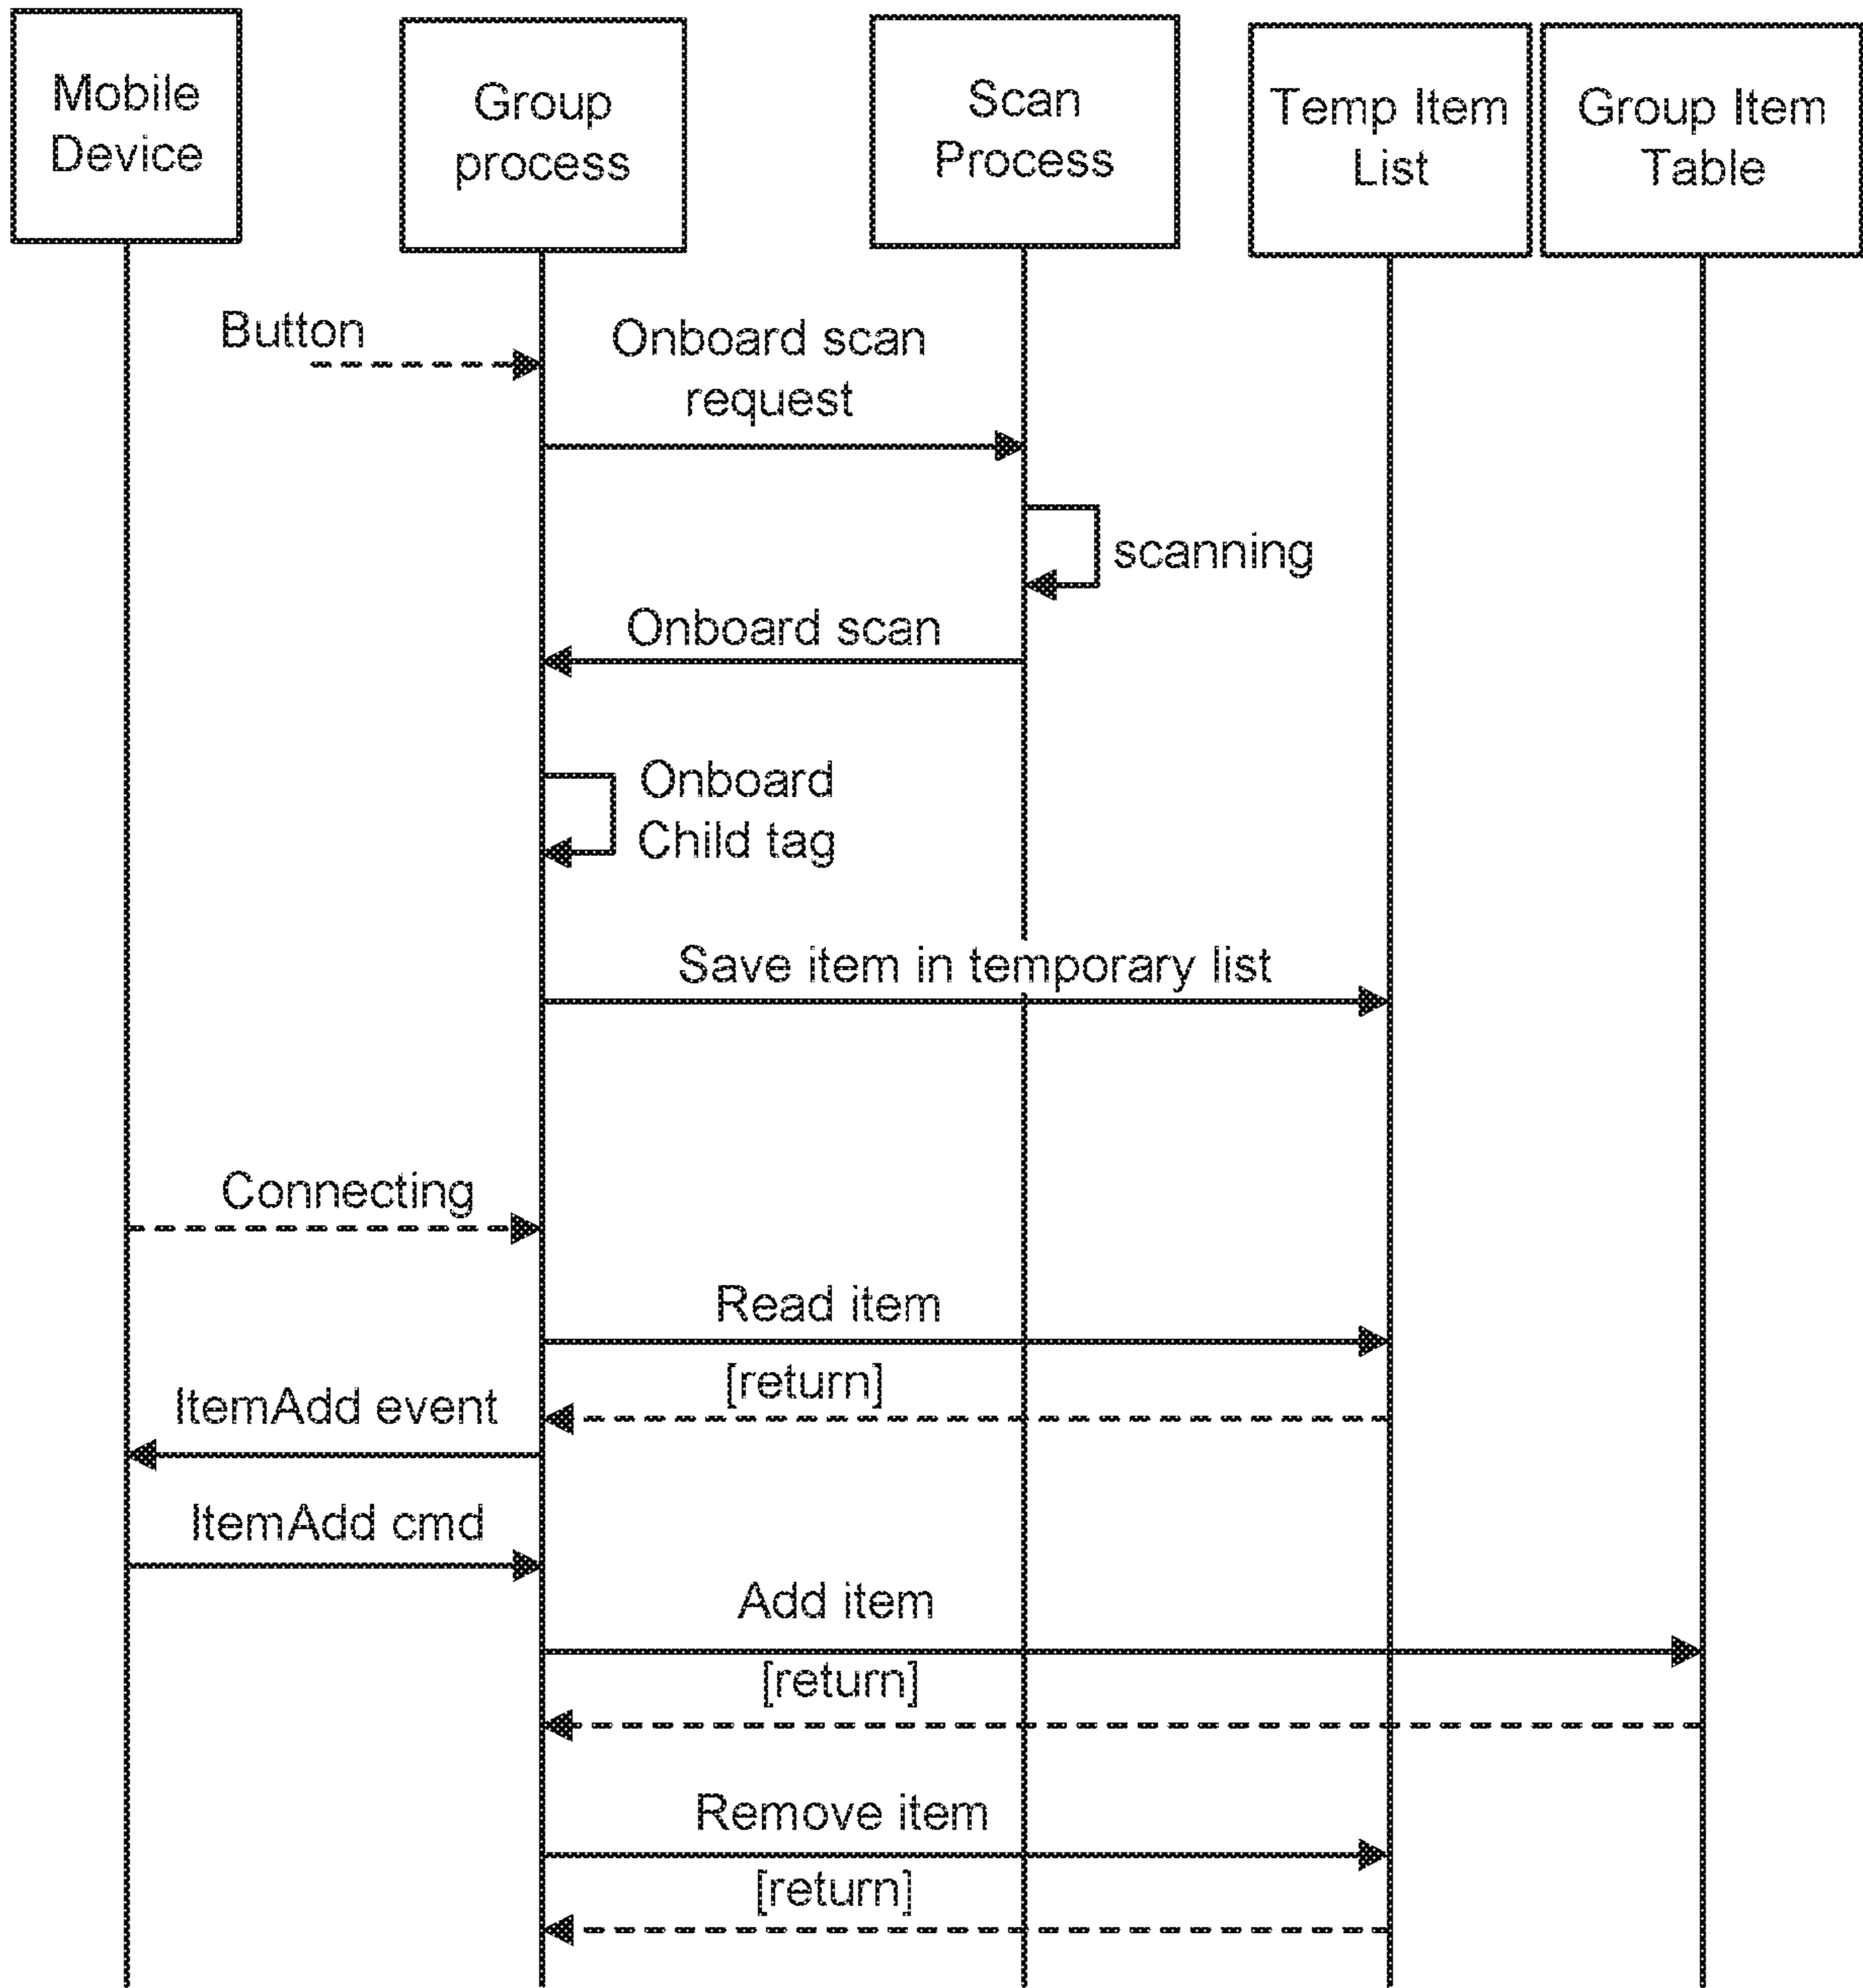 Mobile
Device
Group
process
Scan
Process
Temp Item
List
Group Item
Table
Button
Onboard scan
request
scanning
Onboard scan
Onboard
Child tag
Save item in temporary list
Connecting
Read item
[return]
ItemAdd event
ItemAdd cmd
Add item
[return]
Remove item
[return]